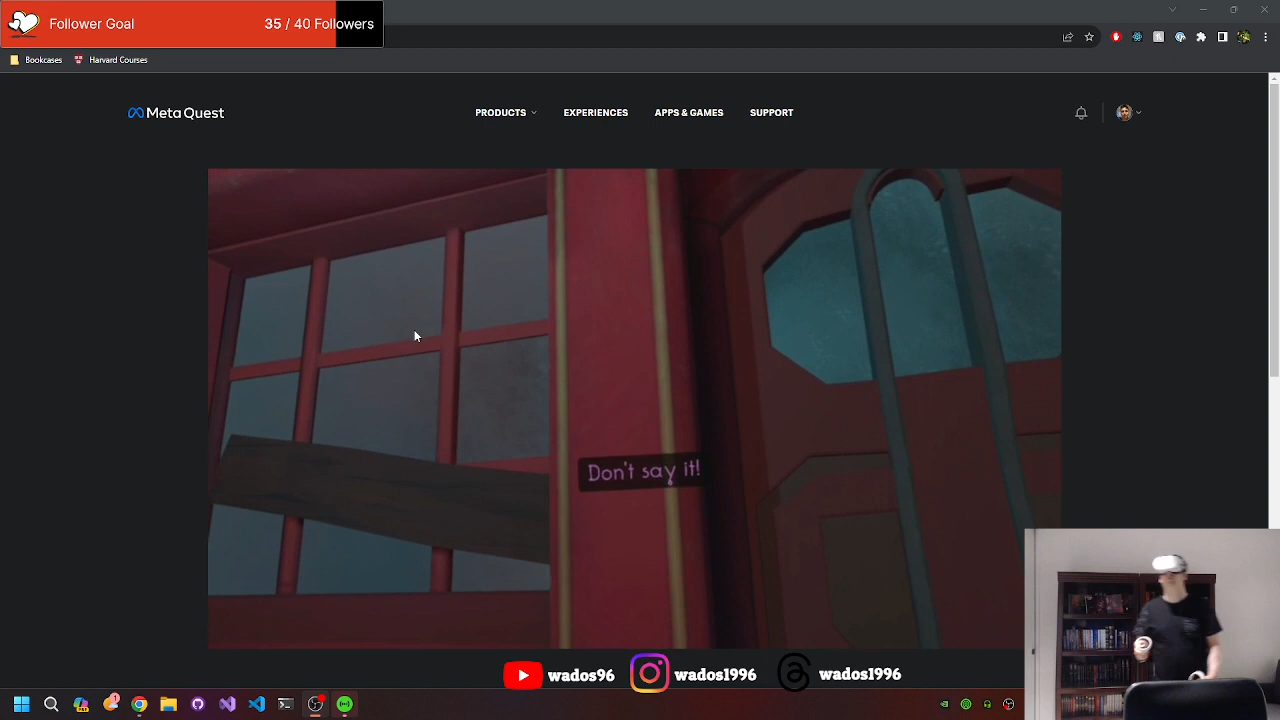 Follower Goal
35 / 40 Followers
Bookcases
Harvard Courses
Meta Quest
PRODUCTS
EXPERIENCES
APPS & GAMES
SUPPORT
Don't say it!
wados96
wados1996
wados1996